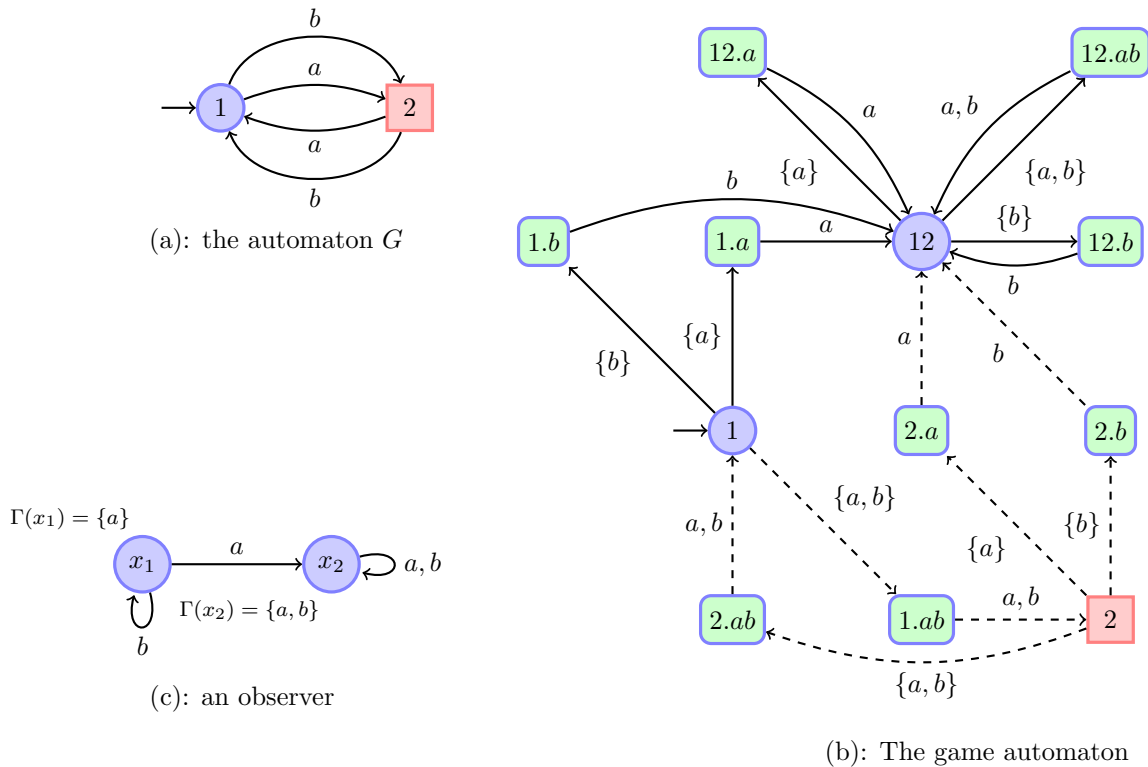 b
a
1
2
a
b
(a): the automaton G
12.a
12.ab
a
a, b
{a}
{a, b}
b
1.b
1.a
a
12
{b}
12.b
b
{a}
{b}
a
b
1
2.a
2.b
{a, b}
a, b
{a}
{b}
2.ab
1.ab
a, b
2
{a, b}
(b): The game automaton
Γ(x₁) = {a}
x₁
a
x₂
a, b
Γ(x₂) = {a, b}
b
(c): an observer